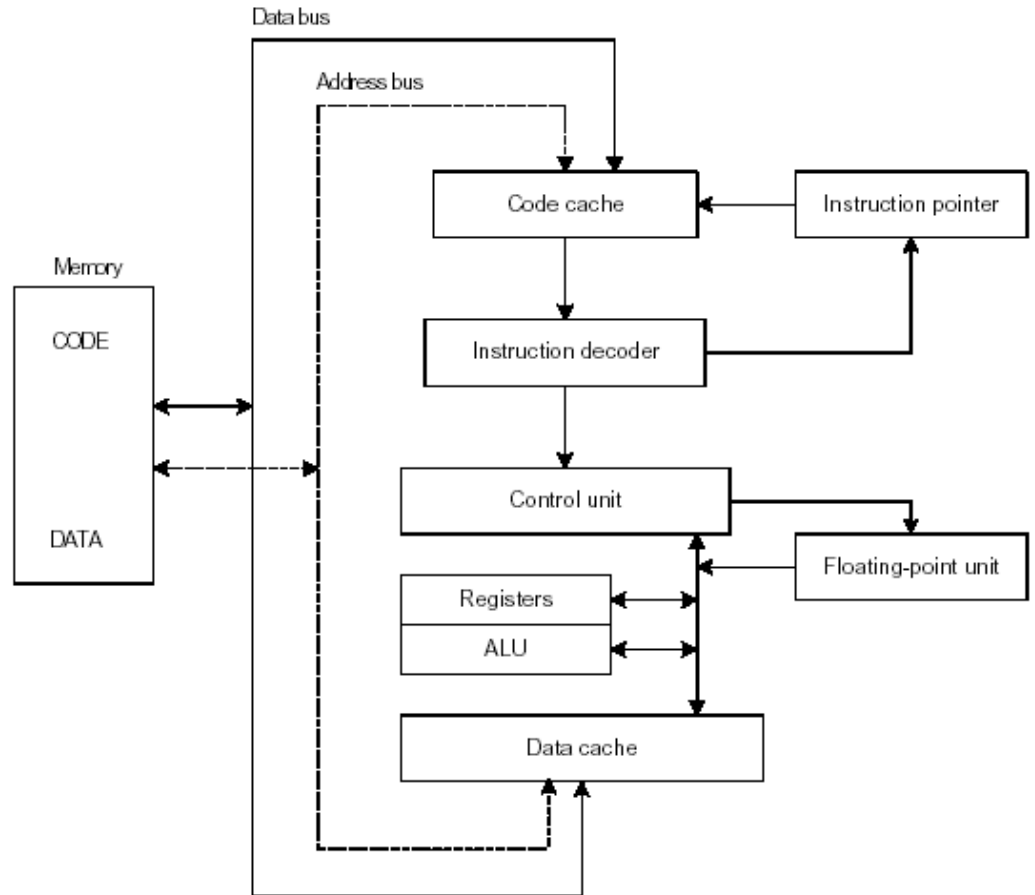 Data bus
Address bus
Code cache
Instruction pointer
Memory
CODE
Instruction decoder
Control unit
DATA
Floating-point unit
Registers
ALU
Data cache